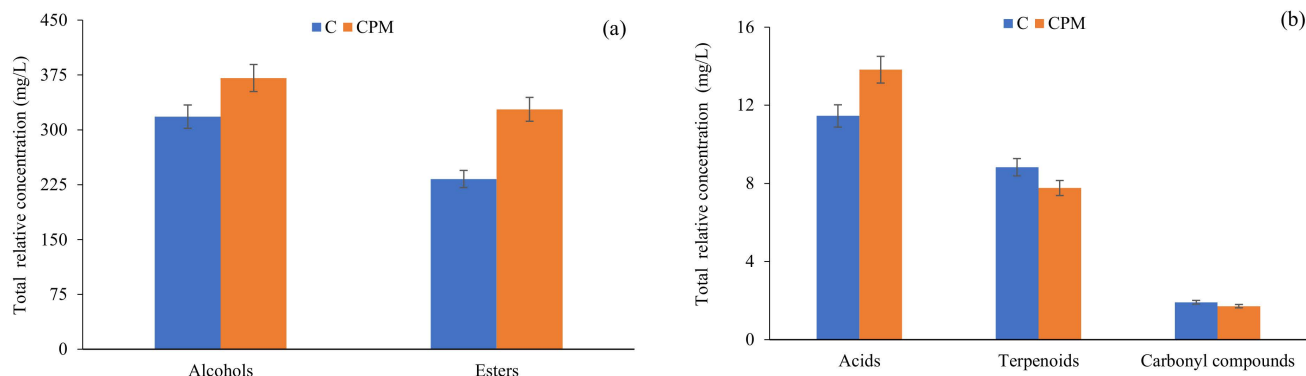 Total relative concentration (mg/L)
450
375
300
225
150
75
0
C CPM
(a)
Alcohols Esters
Total relative concentration (mg/L)
16
12
8
4
0
C CPM
(b)
Acids Terpenoids Carbonyl compounds